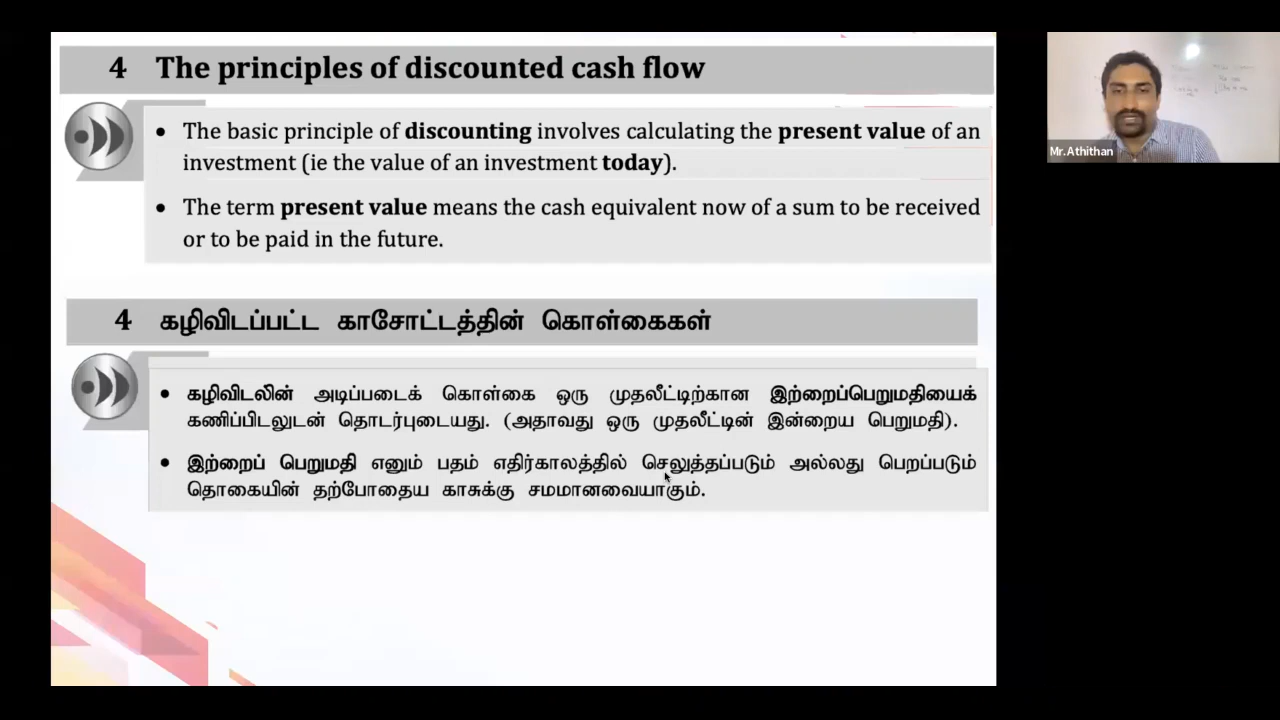 4 The principles of discounted cash flow
• The basic principle of discounting involves calculating the present value of an
investment (ie the value of an investment today).
• The term present value means the cash equivalent now of a sum to be received
or to be paid in the future.
4 கழிவிடப்பட்ட காசோட்டத்தின் கொள்கைகள்
• கழிவிடலின் அடிப்படைக் கொள்கை ஒரு முதலீட்டிற்கான இற்றைப்பெறுமதியைக்
கணிப்பிடலுடன் தொடர்புடையது. (அதாவது ஒரு முதலீட்டின் இன்றைய பெறுமதி).
• இற்றைப் பெறுமதி எனும் பதம் எதிர்காலத்தில் செலுத்தப்படும் அல்லது பெறப்படும்
தொகையின் தற்போதைய காசுக்கு சமமானவையாகும்.
Mr.Athithan